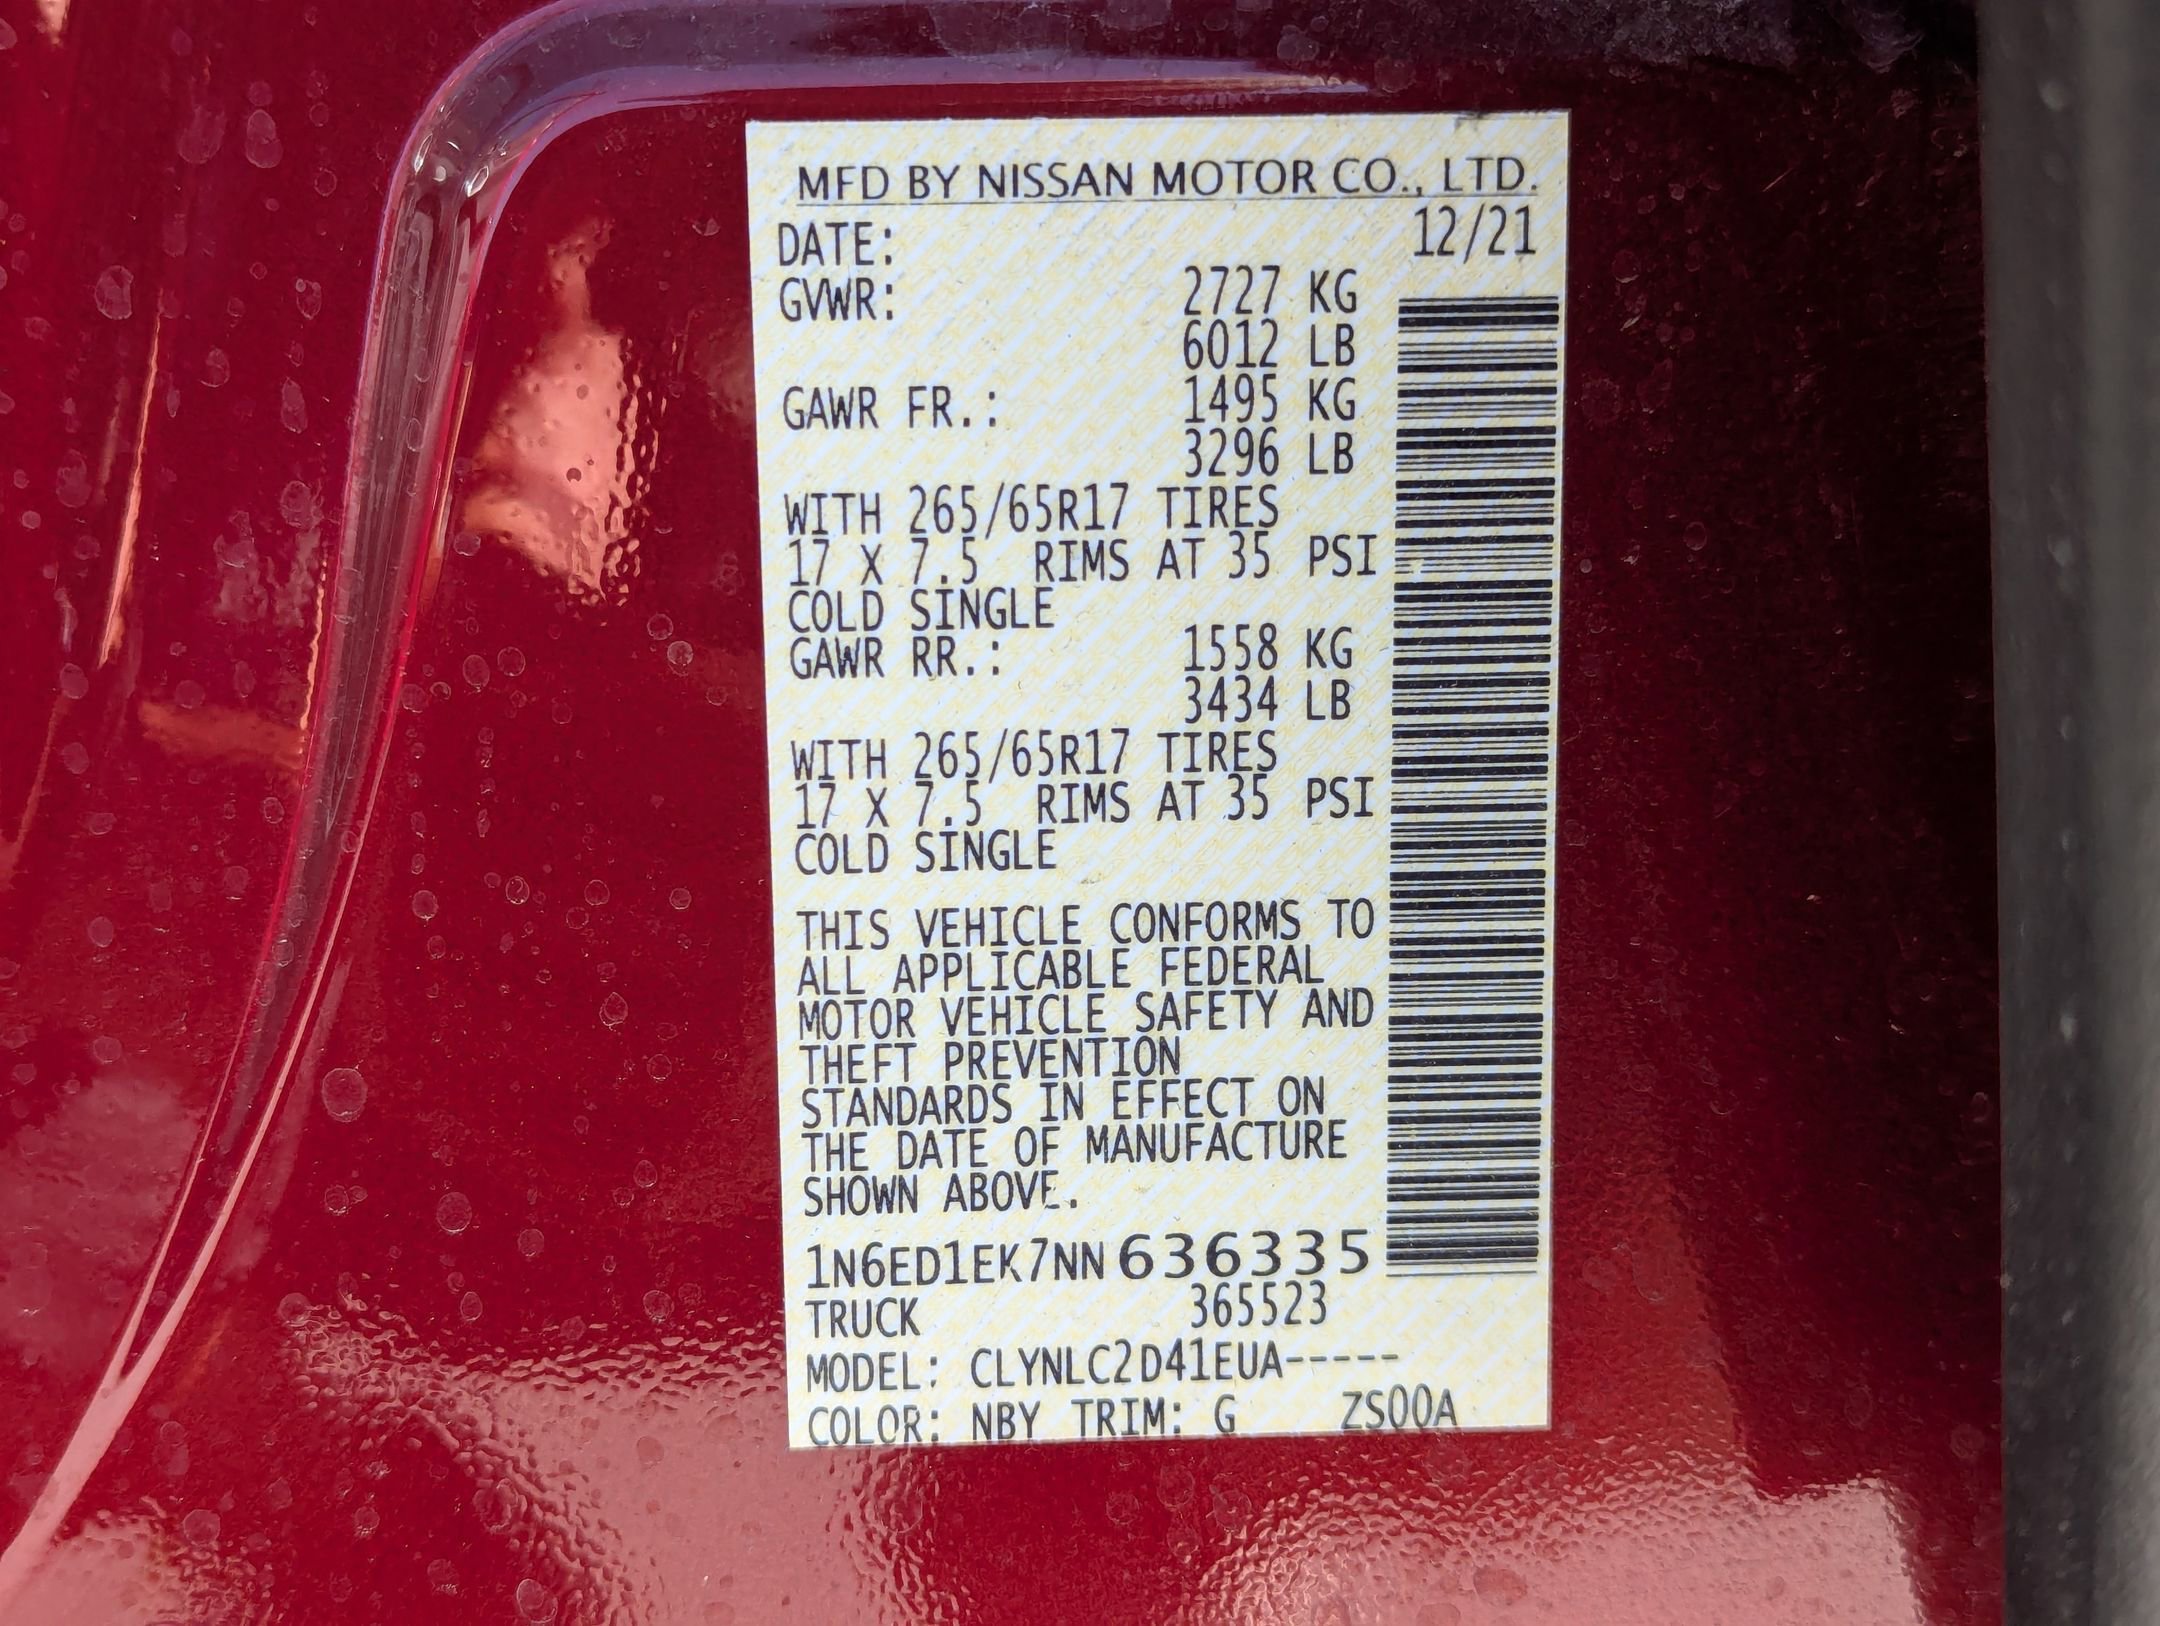 MFD BY NISSAN MOTOR CO., LTD.
DATE: 12/21
GVWR: 2727 KG
6012 LB
GAWR FR.: 1495 KG
3296 LB
WITH 265/65R17 TIRES
17 X 7.5 RIMS AT 35 PSI
COLD SINGLE
GAWR RR.: 1558 KG
3434 LB
WITH 265/65R17 TIRES
17 X 7.5 RIMS AT 35 PSI
COLD SINGLE
THIS VEHICLE CONFORMS TO
ALL APPLICABLE FEDERAL
MOTOR VEHICLE SAFETY AND
THEFT PREVENTION
STANDARDS IN EFFECT ON
THE DATE OF MANUFACTURE
SHOWN ABOVE.
1N6ED1EK7NN636335
TRUCK 365523
MODEL: CLYNLC2D41EUA-----
COLOR: NBY TRIM: G ZS00A